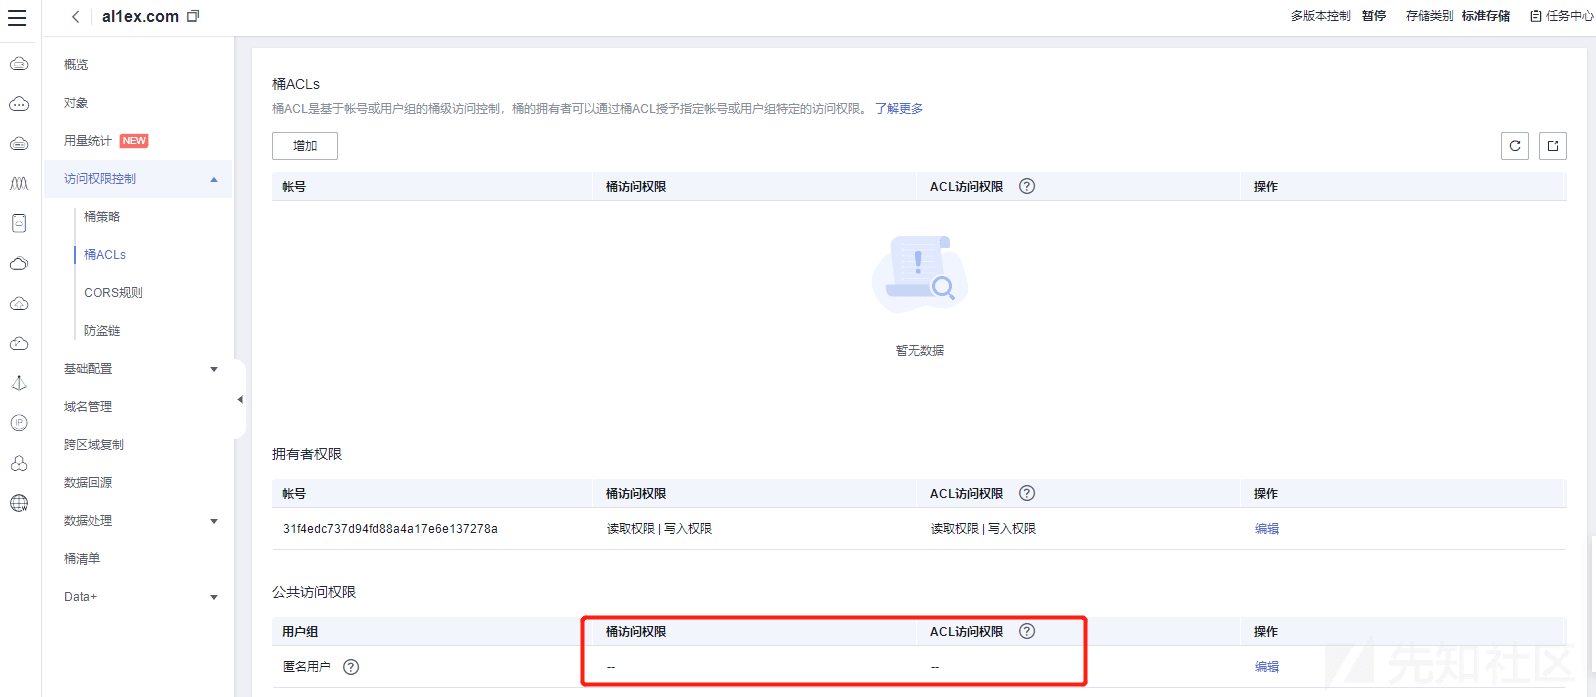 al1ex.com
多版本控制 暂停 存储类别 标准存储 任务中心
概览
对象
用量统计 NEW
访问权限控制
桶策略
桶ACLs
CORS规则
防盗链
基础配置
域名管理
跨区域复制
数据回源
数据处理
桶清单
Data+
桶ACLs
桶ACL是基于帐号或用户组的桶级访问控制，桶的拥有者可以通过桶ACL授予指定帐号或用户组特定的访问权限。 了解更多
增加
帐号 桶访问权限 ACL访问权限 ? 操作
暂无数据
拥有者权限
帐号 桶访问权限 ACL访问权限 ? 操作
31f4edc737d94fd88a4a17e6e137278a 读取权限 | 写入权限 读取权限 | 写入权限 编辑
公共访问权限
用户组 桶访问权限 ACL访问权限 ? 操作
匿名用户 ? -- -- 编辑
IP
先知社区